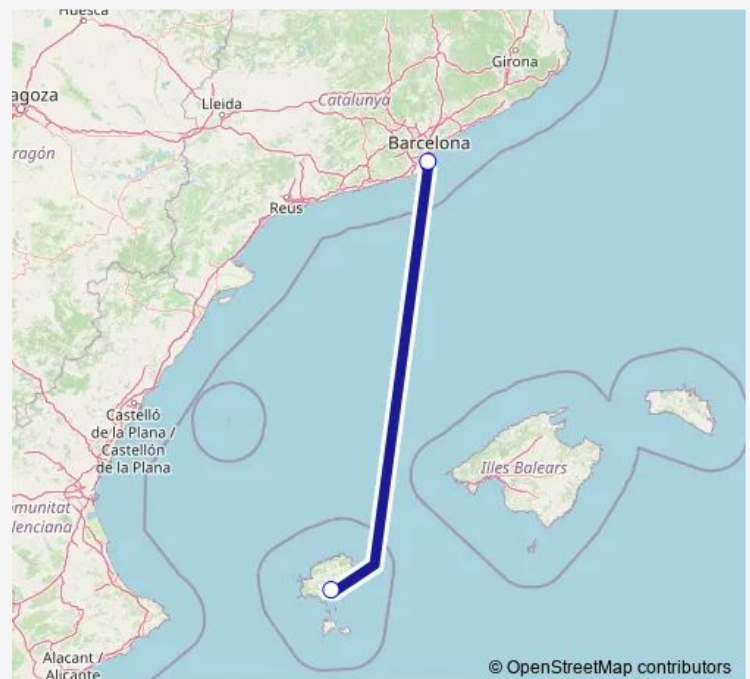 Huesca
Girona
agoza
Lleida
Catalunya
Barcelona
ragón
Reus
Castelló
de la Plana /
Castellón
de la Plana
Illes Balears
omunitat
lenciana
Alacant /
Alicante
© OpenStreetMap contributors